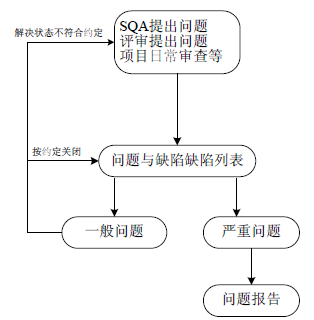 SQA提出问题
解决状态不符合约定
评审提出问题
项目日常审查等
按约定关闭
问题与缺陷缺陷列表
一般问题
严重问题
问题报告